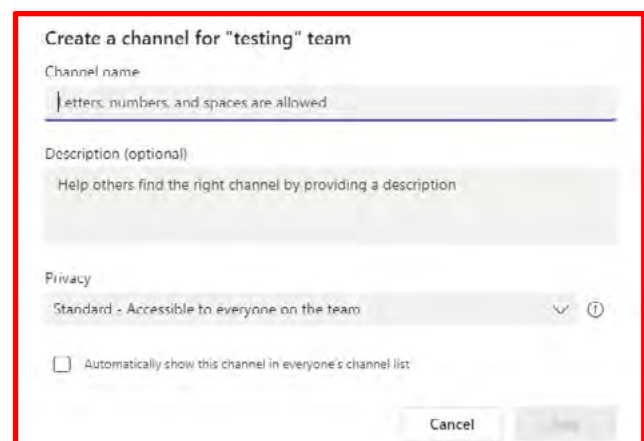 Create a channel for "testing" team
Channel name
Letters, numbers, and spaces are allowed
Description (optional)
Help others find the right channel by providing a description
Privacy
Standard - Accessible to everyone on the team
Automatically show this channel in everyone's channel list
Cancel